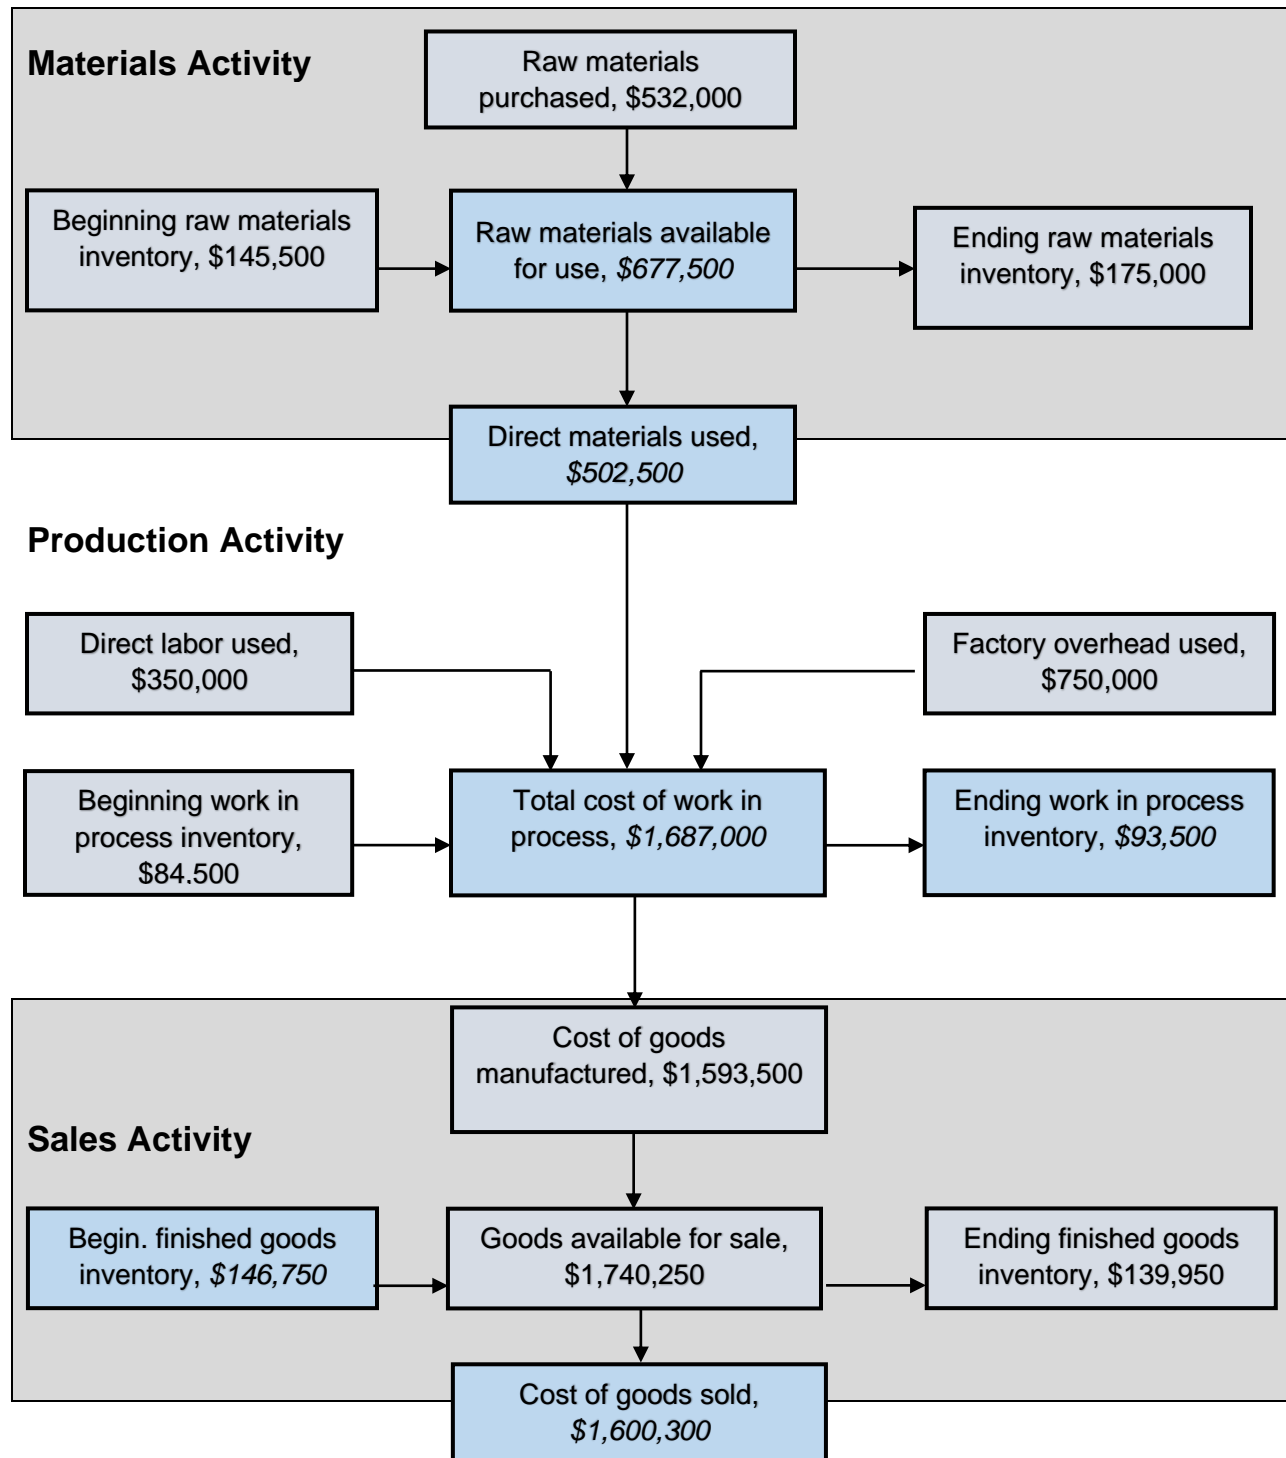 Materials Activity
Raw materials
purchased, $532,000
Beginning raw materials
inventory, $145,500
Raw materials available
for use, $677,500
Ending raw materials
inventory, $175,000
Direct materials used,
$502,500
Production Activity
Direct labor used,
$350,000
Factory overhead used,
$750,000
Beginning work in
process inventory,
$84,500
Total cost of work in
process, $1,687,000
Ending work in process
inventory, $93,500
Cost of goods
manufactured, $1,593,500
Sales Activity
Begin. finished goods
inventory, $146,750
Goods available for sale,
$1,740,250
Ending finished goods
inventory, $139,950
Cost of goods sold,
$1,600,300